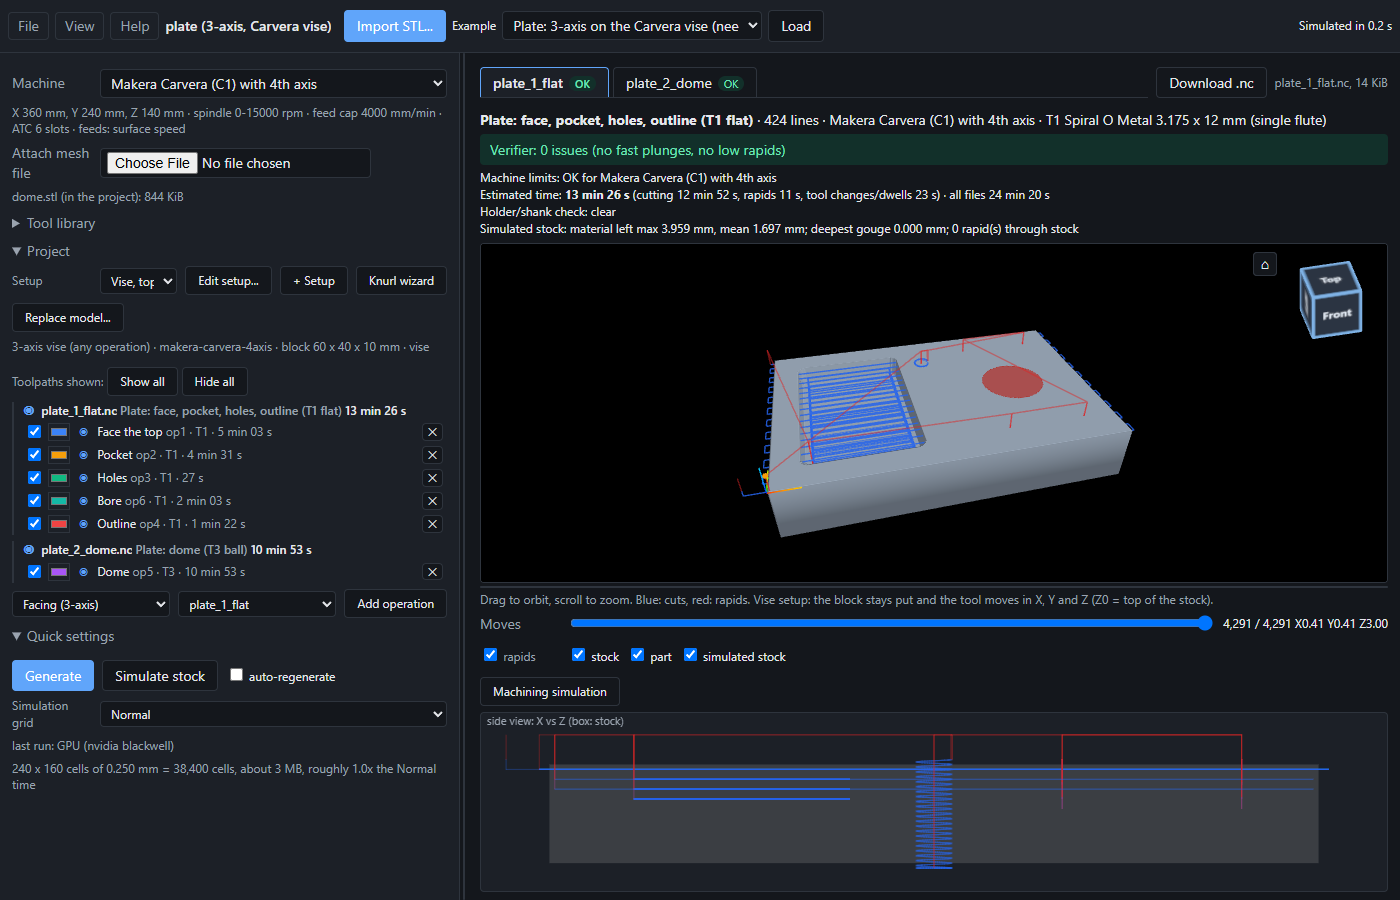 File
View
Help
plate (3-axis, Carvera vise)
Import STL...
Example
Plate: 3-axis on the Carvera vise (nee
Load
Simulated in 0.2 s
Machine
Makera Carvera (C1) with 4th axis
X 360 mm, Y 240 mm, Z 140 mm · spindle 0-15000 rpm · feed cap 4000 mm/min ·
ATC 6 slots · feeds: surface speed
Attach mesh
file
Choose File No file chosen
dome.stl (in the project): 844 KiB
Tool library
Project
Setup
Vise, top
Edit setup...
+ Setup
Knurl wizard
Replace model...
3-axis vise (any operation) · makera-carvera-4axis · block 60 x 40 x 10 mm · vise
Toolpaths shown:
Show all
Hide all
plate_1_flat.nc Plate: face, pocket, holes, outline (T1 flat) 13 min 26 s
Face the top op1 · T1 · 5 min 03 s
Pocket op2 · T1 · 4 min 31 s
Holes op3 · T1 · 27 s
Bore op6 · T1 · 2 min 03 s
Outline op4 · T1 · 1 min 22 s
plate_2_dome.nc Plate: dome (T3 ball) 10 min 53 s
Dome op5 · T3 · 10 min 53 s
Facing (3-axis)
plate_1_flat
Add operation
Quick settings
Generate
Simulate stock
auto-regenerate
Simulation
grid
Normal
last run: GPU (nvidia blackwell)
240 x 160 cells of 0.250 mm = 38,400 cells, about 3 MB, roughly 1.0x the Normal
time
plate_1_flat OK
plate_2_dome OK
Download .nc
plate_1_flat.nc, 14 KiB
Plate: face, pocket, holes, outline (T1 flat) · 424 lines · Makera Carvera (C1) with 4th axis · T1 Spiral O Metal 3.175 x 12 mm (single flute)
Verifier: 0 issues (no fast plunges, no low rapids)
Machine limits: OK for Makera Carvera (C1) with 4th axis
Estimated time: 13 min 26 s (cutting 12 min 52 s, rapids 11 s, tool changes/dwells 23 s) · all files 24 min 20 s
Holder/shank check: clear
Simulated stock: material left max 3.959 mm, mean 1.697 mm; deepest gouge 0.000 mm; 0 rapid(s) through stock
Top
Front
Drag to orbit, scroll to zoom. Blue: cuts, red: rapids. Vise setup: the block stays put and the tool moves in X, Y and Z (Z0 = top of the stock).
Moves
4,291 / 4,291 X0.41 Y0.41 Z3.00
rapids
stock
part
simulated stock
Machining simulation
side view: X vs Z (box: stock)